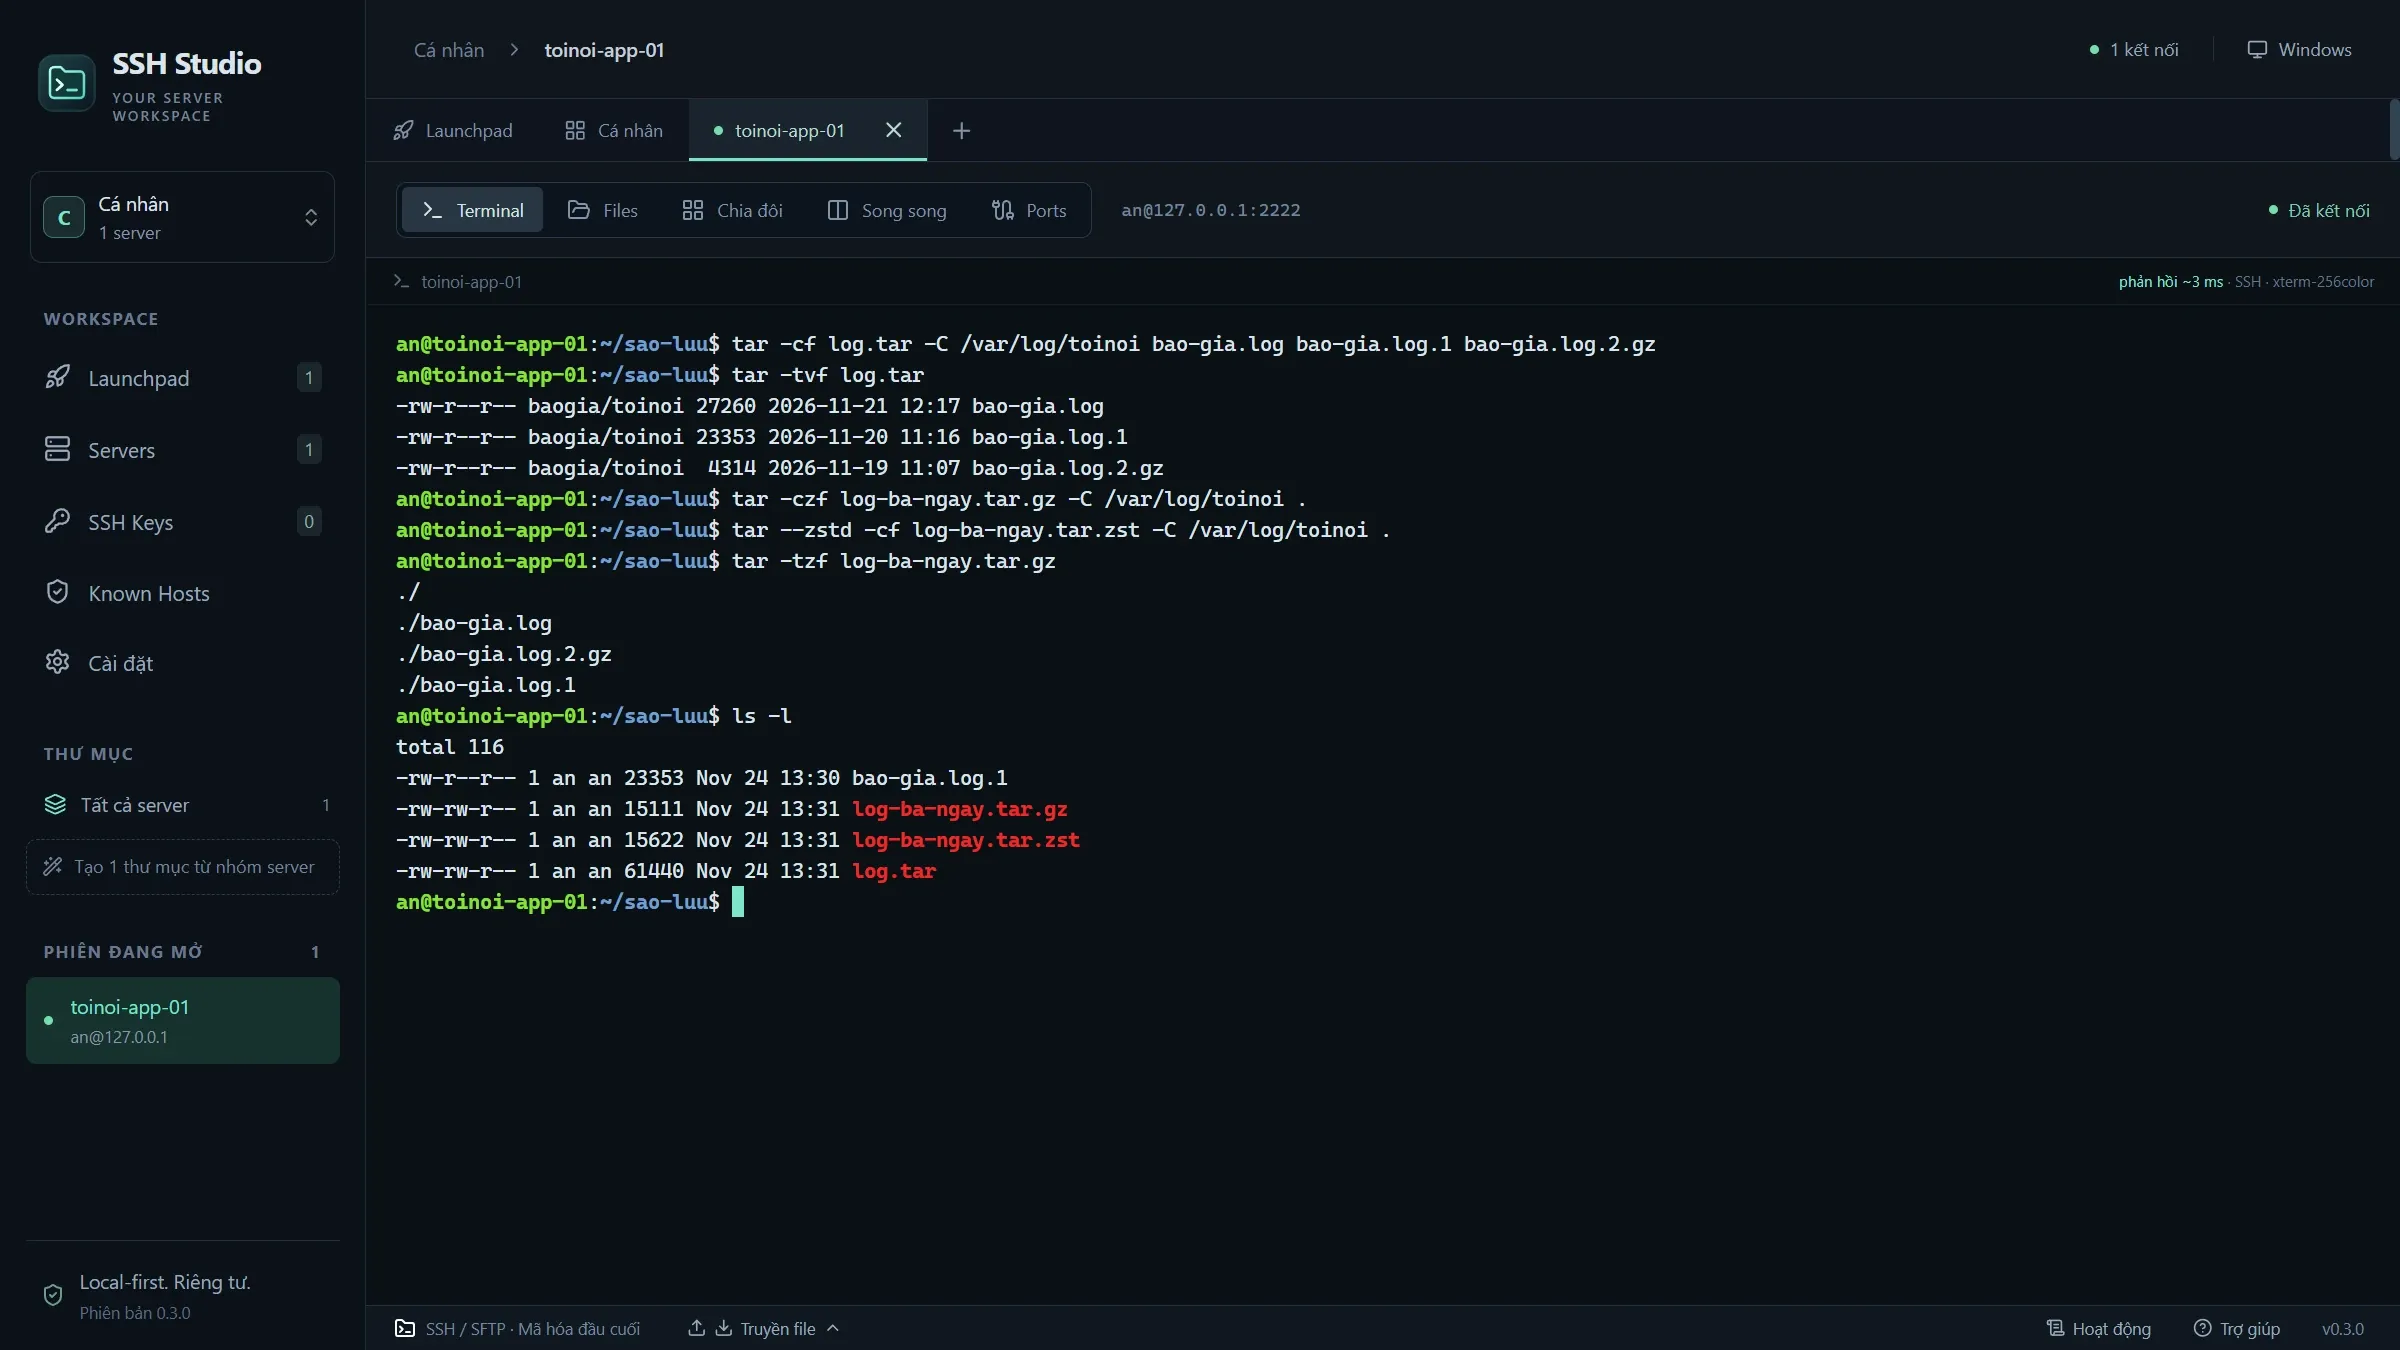 SSH Studio
YOUR SERVER
WORKSPACE
C
Cá nhân
1 server
WORKSPACE
Launchpad 1
Servers 1
SSH Keys 0
Known Hosts
Cài đặt
THƯ MỤC
Tất cả server 1
Tạo 1 thư mục từ nhóm server
PHIÊN ĐANG MỞ 1
toinoi-app-01
an@127.0.0.1
Local-first. Riêng tư.
Phiên bản 0.3.0
Cá nhân > toinoi-app-01
1 kết nối
Windows
Launchpad
Cá nhân
toinoi-app-01
Terminal
Files
Chia đôi
Song song
Ports
an@127.0.0.1:2222
Đã kết nối
toinoi-app-01
phản hồi ~3 ms · SSH · xterm-256color
an@toinoi-app-01:~/sao-luu$ tar -cf log.tar -C /var/log/toinoi bao-gia.log bao-gia.log.1 bao-gia.log.2.gz
an@toinoi-app-01:~/sao-luu$ tar -tvf log.tar
-rw-r--r-- baogia/toinoi 27260 2026-11-21 12:17 bao-gia.log
-rw-r--r-- baogia/toinoi 23353 2026-11-20 11:16 bao-gia.log.1
-rw-r--r-- baogia/toinoi  4314 2026-11-19 11:07 bao-gia.log.2.gz
an@toinoi-app-01:~/sao-luu$ tar -czf log-ba-ngay.tar.gz -C /var/log/toinoi .
an@toinoi-app-01:~/sao-luu$ tar --zstd -cf log-ba-ngay.tar.zst -C /var/log/toinoi .
an@toinoi-app-01:~/sao-luu$ tar -tzf log-ba-ngay.tar.gz
./
./bao-gia.log
./bao-gia.log.2.gz
./bao-gia.log.1
an@toinoi-app-01:~/sao-luu$ ls -l
total 116
-rw-r--r-- 1 an an 23353 Nov 24 13:30 bao-gia.log.1
-rw-rw-r-- 1 an an 15111 Nov 24 13:31 log-ba-ngay.tar.gz
-rw-rw-r-- 1 an an 15622 Nov 24 13:31 log-ba-ngay.tar.zst
-rw-rw-r-- 1 an an 61440 Nov 24 13:31 log.tar
an@toinoi-app-01:~/sao-luu$
SSH / SFTP · Mã hóa đầu cuối
Truyền file
Hoạt động
Trợ giúp
v0.3.0